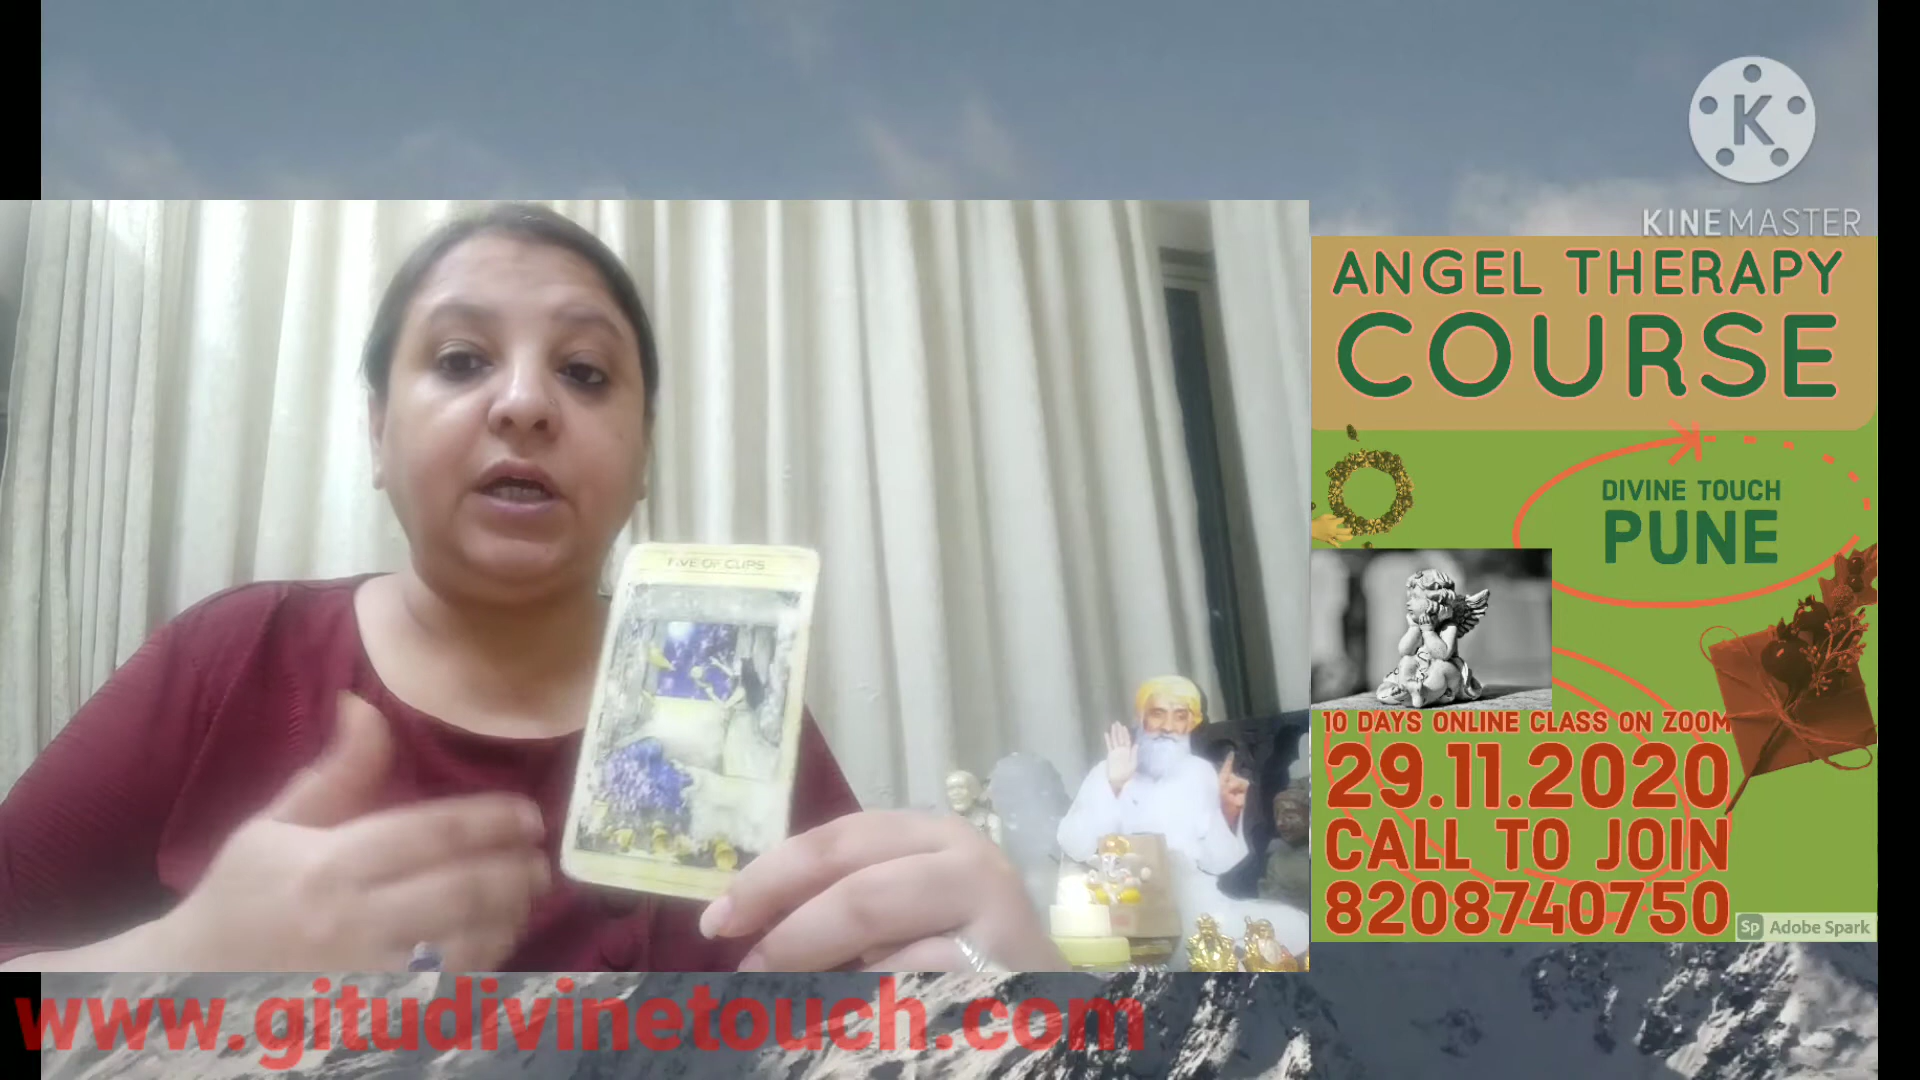 K
KINEMASTER
ANGEL THERAPY
COURSE
DIVINE TOUCH
PUNE
FIVE OF CUPS
10 DAYS ONLINE CLASS ON ZOOM
29.11.2020
CALL TO JOIN
8208740750
Sp Adobe Spark
www.gitudivinetouch.com